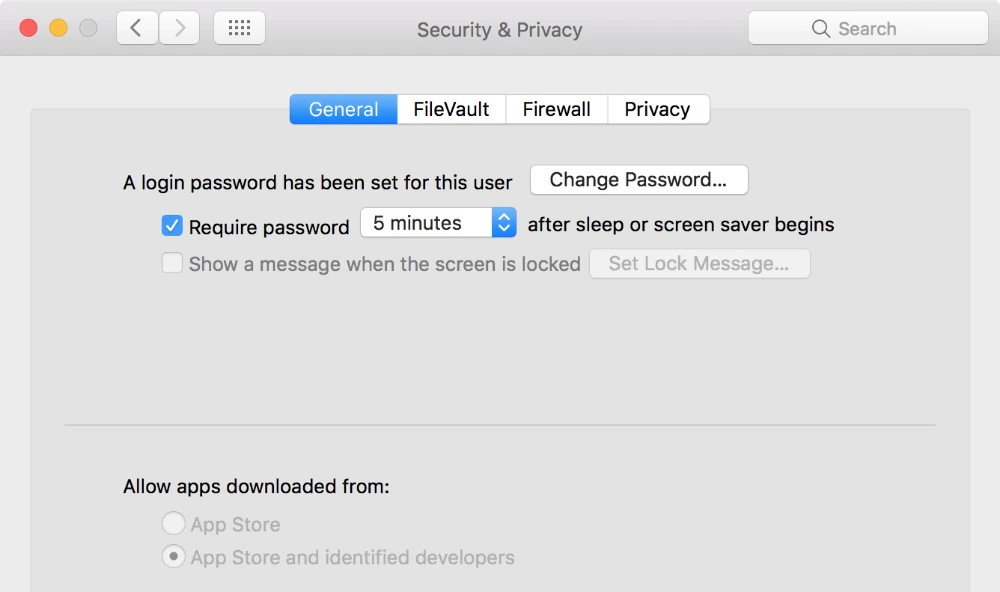 Security & Privacy
Search
General FileVault Firewall Privacy
A login password has been set for this user Change Password...
Require password 5 minutes after sleep or screen saver begins
Show a message when the screen is locked Set Lock Message...
Allow apps downloaded from:
App Store
App Store and identified developers